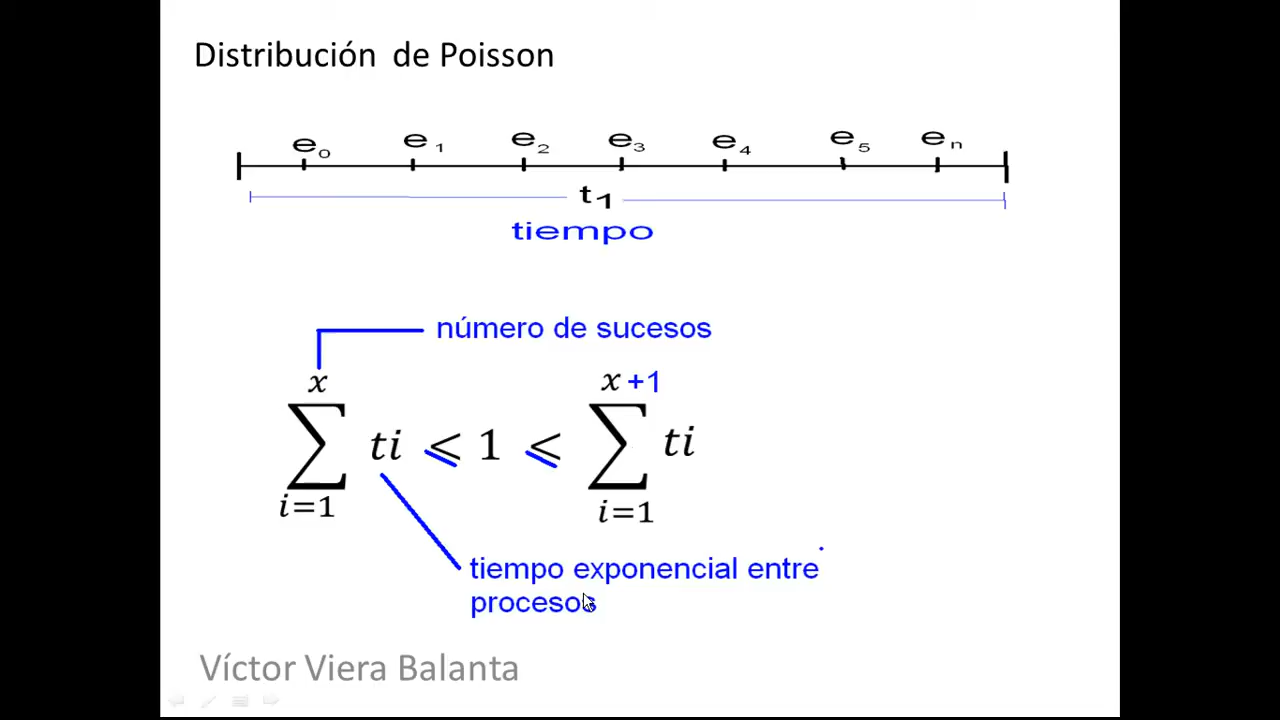 Distribución de Poisson
e₀ e₁ e₂ e₃ e₄ e₅ eₙ
t₁
tiempo
número de sucesos
x x +1
∑ ti ⩽ 1 ⩽ ∑ ti
i=1 i=1
tiempo exponencial entre
procesos
Víctor Viera Balanta